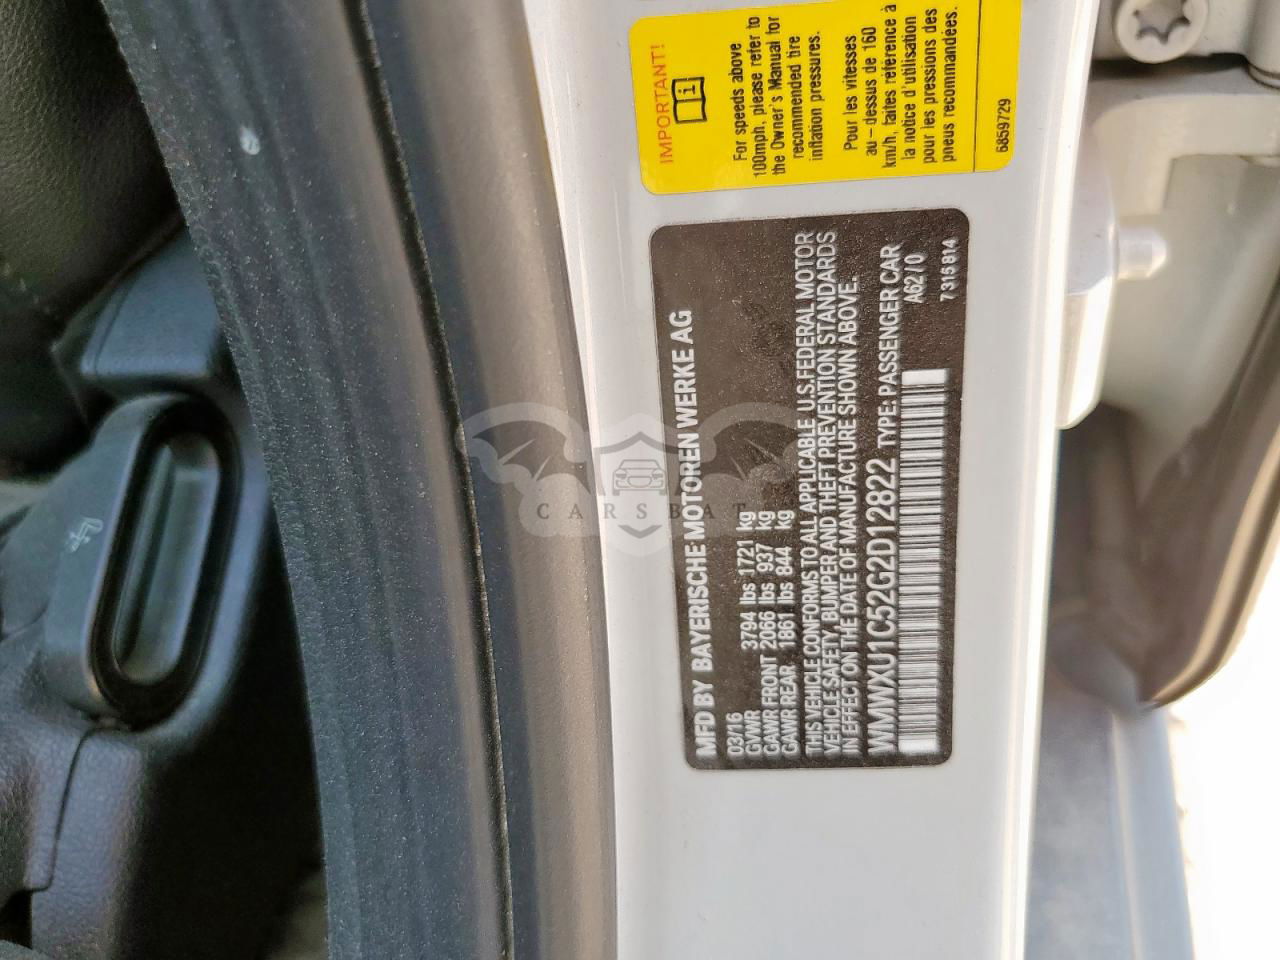 IMPORTANT!
For speeds above
100mph, please refer to
the Owner's Manual for
recommended tire
inflation pressures.
Pour les vitesses
au-dessus de 160
km/h, faites référence à
la notice d'utilisation
pour les pressions des
pneus recommandées.
6859729
MFD BY BAYERISCHE MOTOREN WERKE AG
03/16
GVWR 3794 lbs 1721 kg
GAWR FRONT 2066 lbs 937 kg
GAWR REAR 1861 lbs 844 kg
THIS VEHICLE CONFORMS TO ALL APPLICABLE U.S. FEDERAL MOTOR
VEHICLE SAFETY, BUMPER AND THEFT PREVENTION STANDARDS
IN EFFECT ON THE DATE OF MANUFACTURE SHOWN ABOVE.
WMWXU1C52G2D12822 TYPE: PASSENGER CAR
A6270
7 315 814
CARSBAT